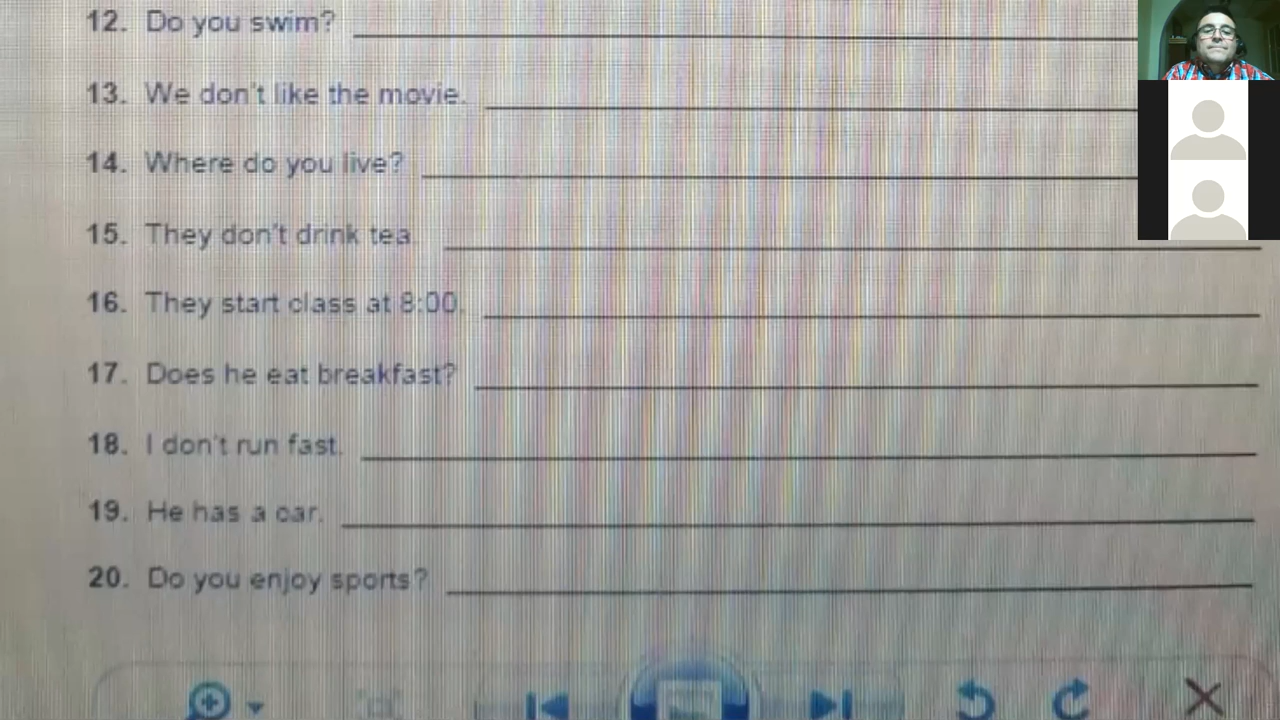 12. Do you swim?
13. We don't like the movie.
14. Where do you live?
15. They don't drink tea.
16. They start class at 8:00.
17. Does he eat breakfast?
18. I don't run fast.
19. He has a car.
20. Do you enjoy sports?